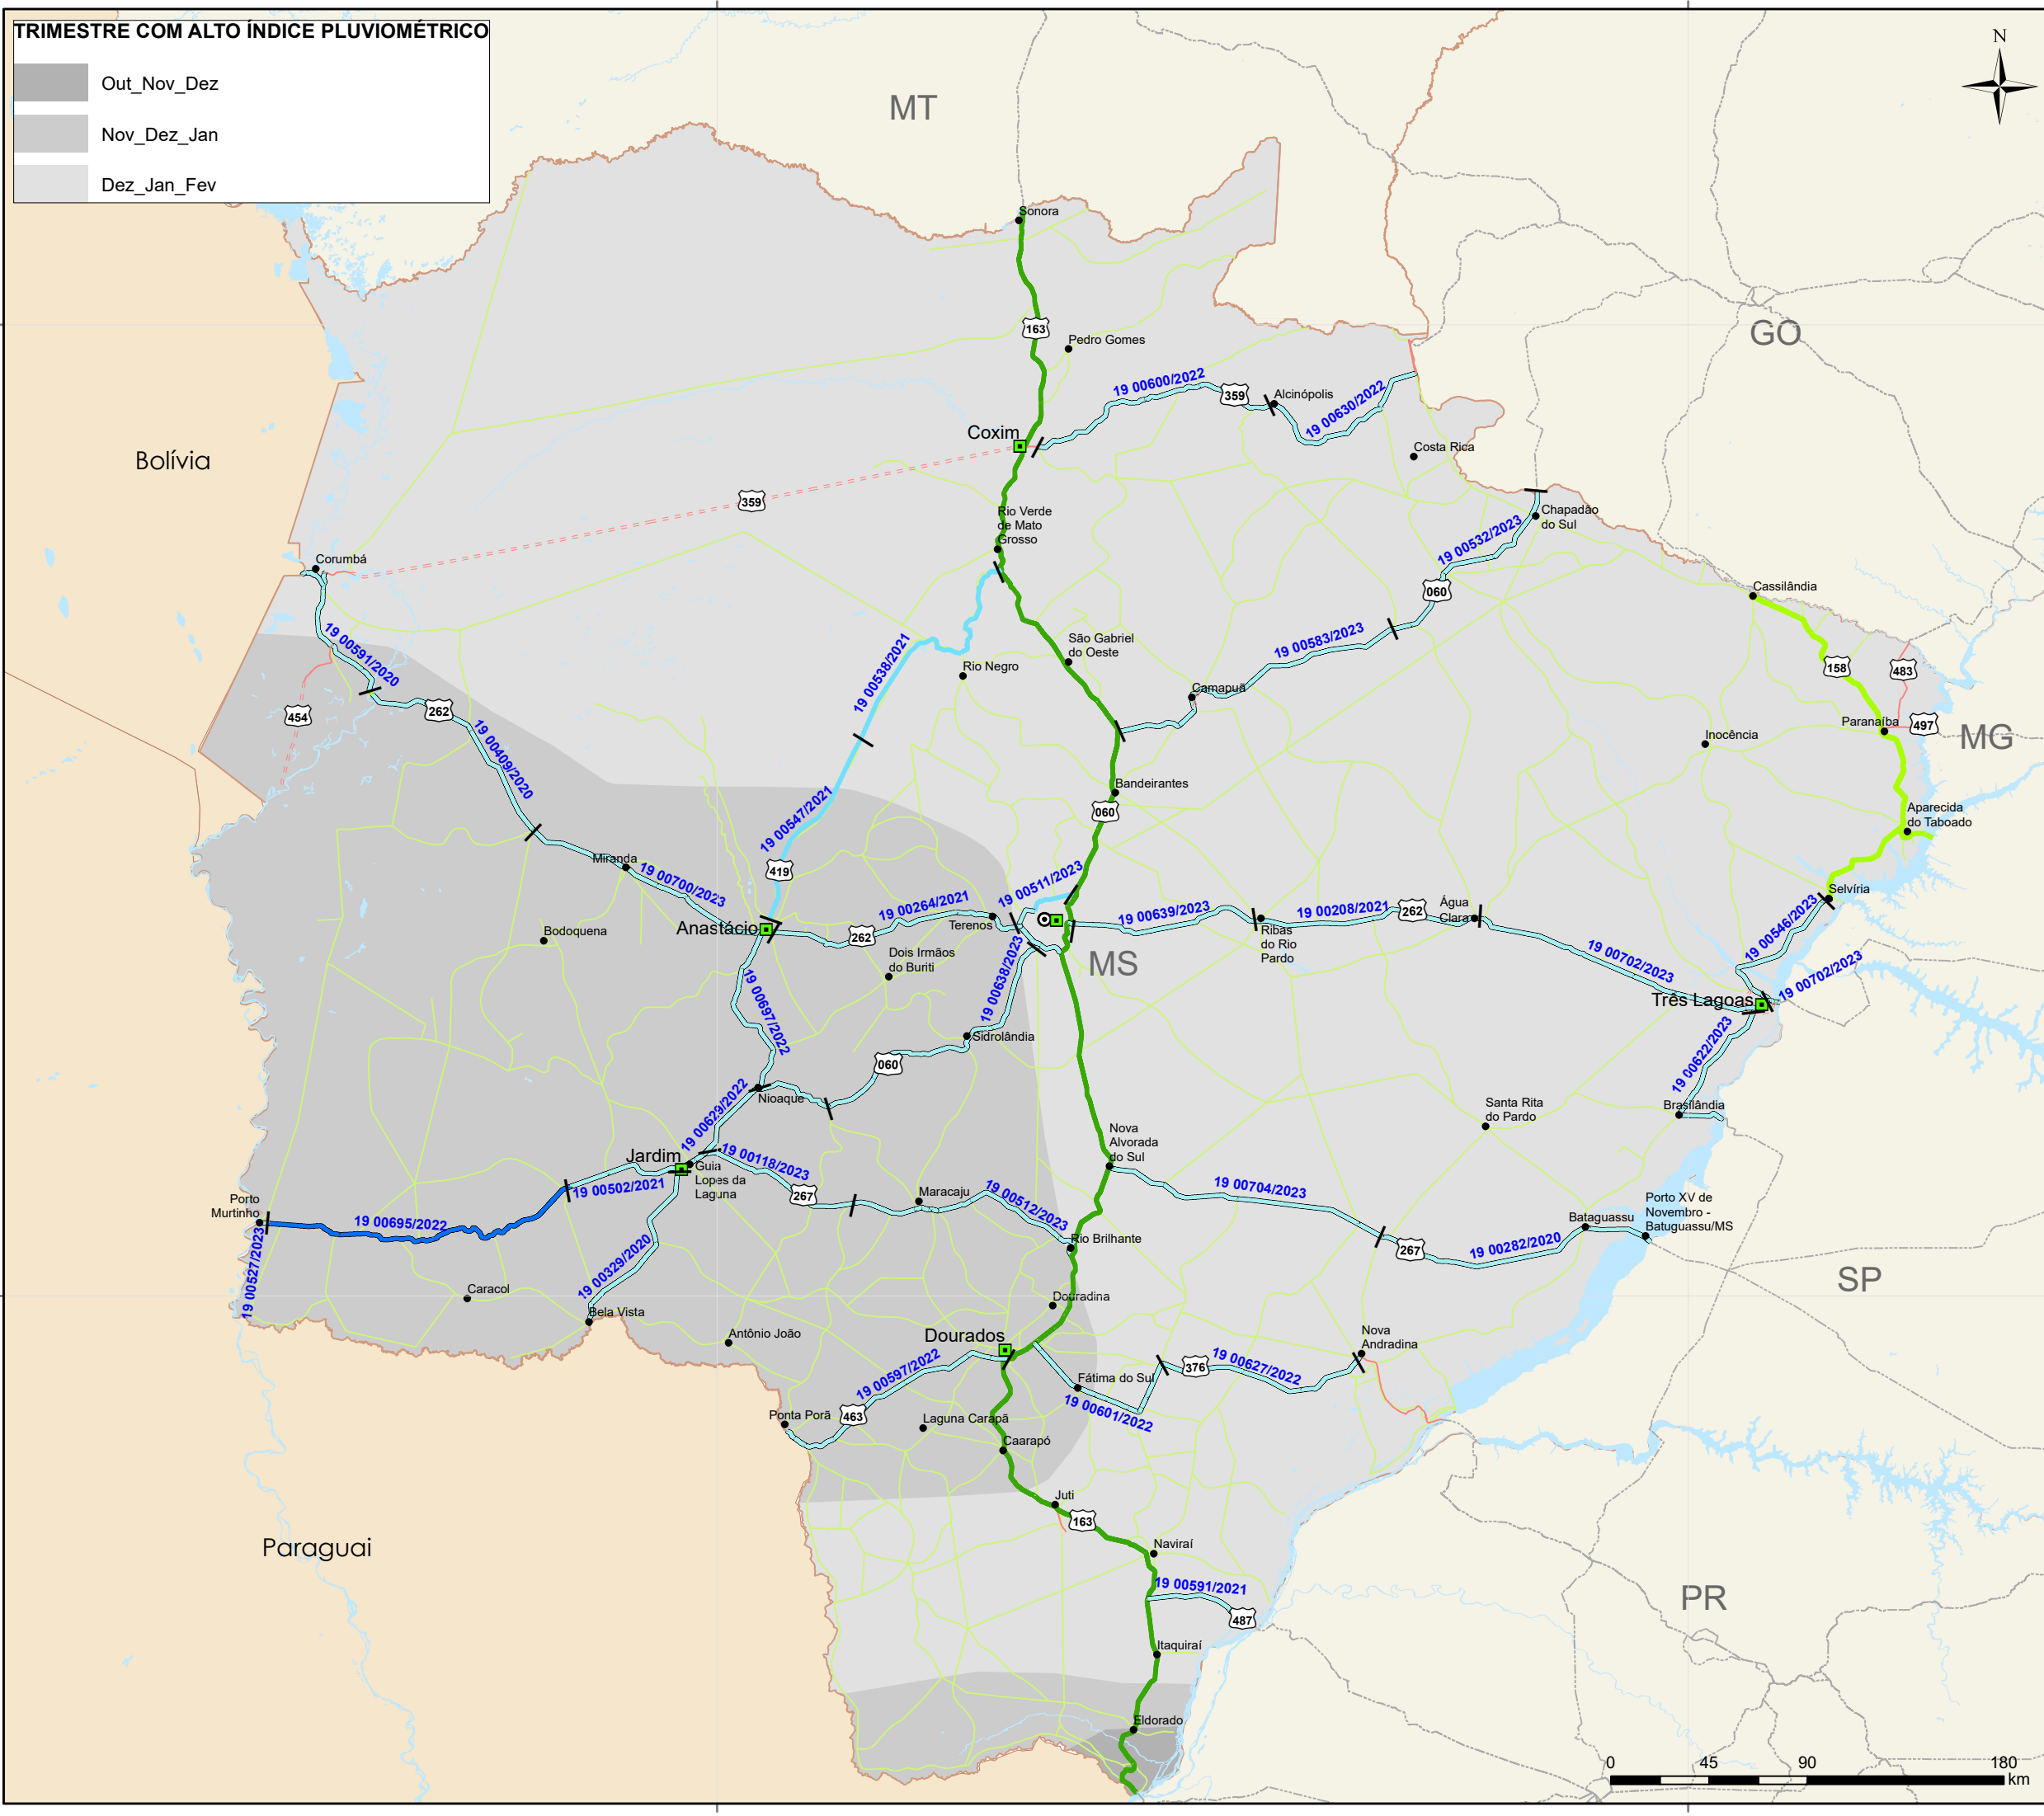 TRIMESTRE COM ALTO ÍNDICE PLUVIOMÉTRICO
Out_Nov_Dez
Nov_Dez_Jan
Dez_Jan_Fev
N
MT
GO
MG
MS
SP
PR
Bolívia
Paraguai
Sonora
163
Pedro Gomes
19 00600/2022
359
Alcinópolis
19 00630/2022
Coxim
Costa Rica
359
Rio Verde
de Mato
Grosso
Chapadão
do Sul
19 00532/2023
060
Corumbá
Cassilândia
19 00591/2020
19 00583/2023
São Gabriel
do Oeste
Rio Negro
19 00538/2021
Camapuã
158
483
454
262
19 00409/2020
Paranaíba
497
Inocência
Bandeirantes
060
Aparecida
do Taboado
19 00547/2021
Miranda
19 00700/2023
419
19 00511/2023
Selvíria
19 00264/2021
Terenos
19 00639/2023
19 00208/2021
262
Água
Clara
Anastácio
262
Bodoquena
Ribas
do Rio
Pardo
19 00546/2023
19 00702/2023
19 00702/2023
Dois Irmãos
do Buriti
19 00638/2023
19 00697/2022
Três Lagoas
Sidrolândia
060
19 00622/2023
Nioaque
Brasilândia
Santa Rita
do Pardo
19 00629/2022
Nova
Alvorada
do Sul
Jardim
19 00118/2023
Guia
Lopes da
Laguna
19 00502/2021
267
Maracaju
19 00512/2023
19 00704/2023
Porto
Murtinho
19 00695/2022
19 00527/2023
Porto XV de
Novembro -
Batuguassu/MS
Bataguassu
Rio Brilhante
267
19 00282/2020
19 00329/2020
Caracol
Bela Vista
Douradina
Antônio João
Dourados
Nova
Andradina
19 00597/2022
376
19 00627/2022
Fátima do Sul
19 00601/2022
Ponta Porã
463
Laguna Carapã
Caarapó
Juti
163
Naviraí
19 00591/2021
487
Itaquiraí
Eldorado
0 45 90 180
km